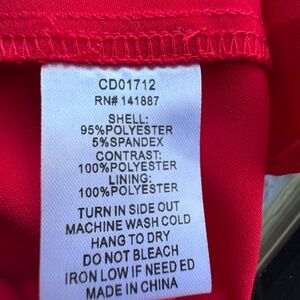 CD01712
RN# 141887
SHELL:
95%POLYESTER
5%SPANDEX
CONTRAST:
100%POLYESTER
LINING:
100%POLYESTER
TURN IN SIDE OUT
MACHINE WASH COLD
HANG TO DRY
DO NOT BLEACH
IRON LOW IF NEED ED
MADE IN CHINA